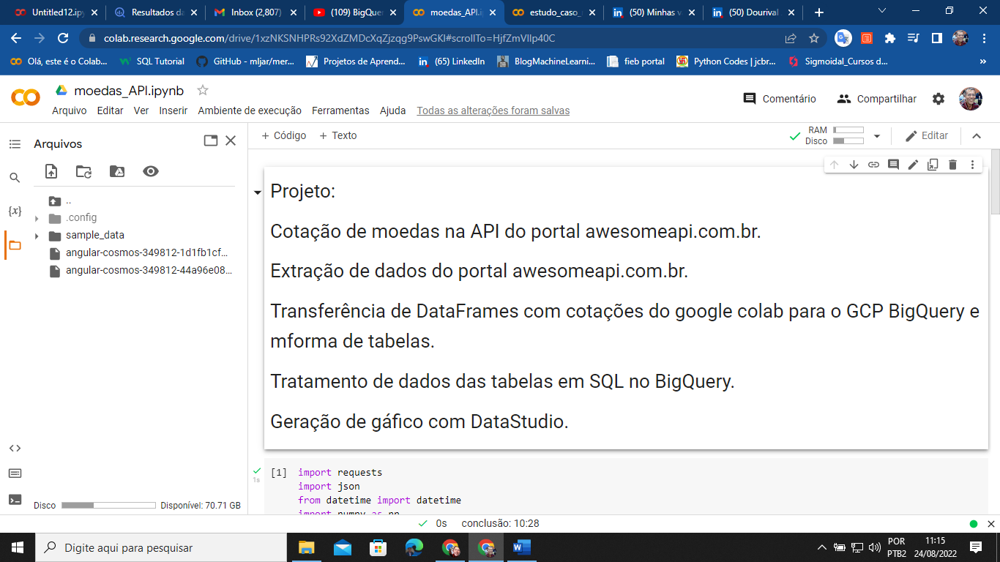 Untitled12.ipy
Resultados da
Inbox (2,807)
(109) BigQuer
moedas_API.i
estudo_caso_
(50) Minhas v
(50) Dourival
colab.research.google.com/drive/1xzNKSNHPRs92XdZMDcXqZjzqg9PswGKI#scrollTo=HjfZmVIlp40C
Olá, este é o Colab...
SQL Tutorial
GitHub - mljar/mer...
Projetos de Aprend...
(65) LinkedIn
BlogMachineLearni...
fieb portal
Python Codes | jcbr...
Sigmoidal_Cursos d...
»
moedas_API.ipynb
Arquivo Editar Ver Inserir Ambiente de execução Ferramentas Ajuda Todas as alterações foram salvas
Comentário
Compartilhar
Arquivos
+ Código + Texto
RAM
Disco
Editar
{x}
..
.config
sample_data
angular-cosmos-349812-1d1fb1cf...
angular-cosmos-349812-44a96e08...
Projeto:
Cotação de moedas na API do portal awesomeapi.com.br.
Extração de dados do portal awesomeapi.com.br.
Transferência de DataFrames com cotações do google colab para o GCP BigQuery e
mforma de tabelas.
Tratamento de dados das tabelas em SQL no BigQuery.
Geração de gáfico com DataStudio.
1s
[1] import requests
import json
from datetime import datetime
import numpy as np
Disco
Disponível: 70.71 GB
0s conclusão: 10:28
Digite aqui para pesquisar
POR
PTB2
11:15
24/08/2022